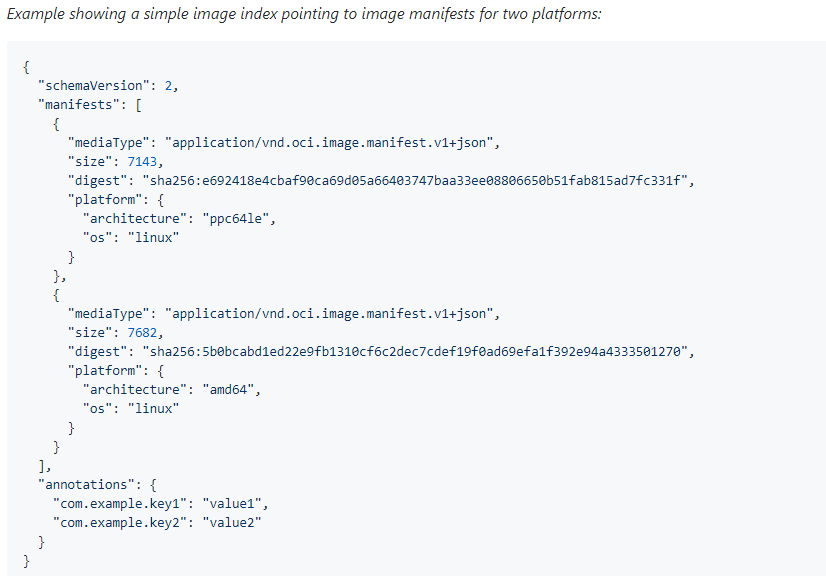 Example showing a simple image index pointing to image manifests for two platforms:
{
  "schemaVersion": 2,
  "manifests": [
    {
      "mediaType": "application/vnd.oci.image.manifest.v1+json",
      "size": 7143,
      "digest": "sha256:e692418e4cbaf90ca69d05a66403747baa33ee08806650b51fab815ad7fc331f",
      "platform": {
        "architecture": "ppc64le",
        "os": "linux"
      }
    },
    {
      "mediaType": "application/vnd.oci.image.manifest.v1+json",
      "size": 7682,
      "digest": "sha256:5b0bcabd1ed22e9fb1310cf6c2dec7cdef19f0ad69efa1f392e94a4333501270",
      "platform": {
        "architecture": "amd64",
        "os": "linux"
      }
    }
  ],
  "annotations": {
    "com.example.key1": "value1",
    "com.example.key2": "value2"
  }
}